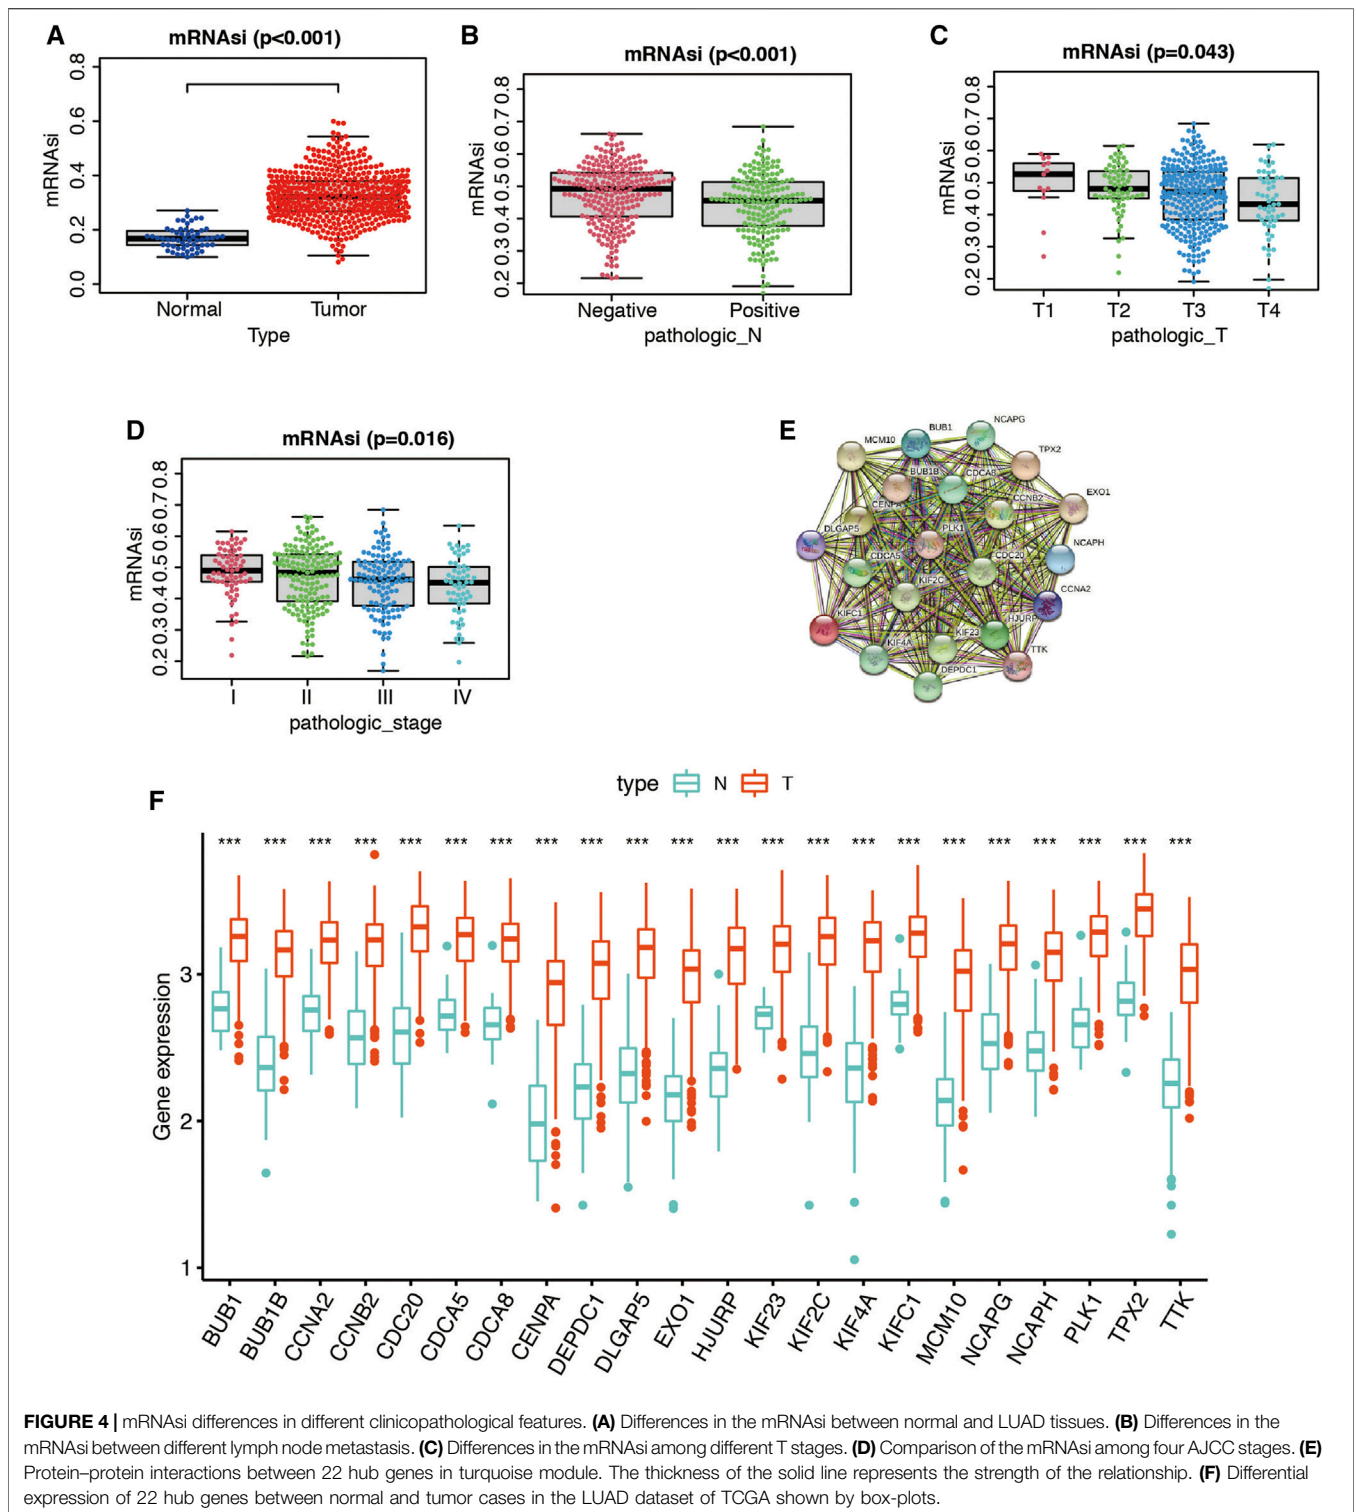 A
mRNAsi (p<0.001)
mRNAsi
0.0 0.2 0.4 0.6 0.8
Normal Tumor
Type
B
mRNAsi (p<0.001)
mRNAsi
0.2 0.3 0.4 0.5 0.6 0.7 0.8
Negative Positive
pathologic_N
C
mRNAsi (p=0.043)
mRNAsi
0.2 0.3 0.4 0.5 0.6 0.7 0.8
T1 T2 T3 T4
pathologic_T
D
mRNAsi (p=0.016)
mRNAsi
0.2 0.3 0.4 0.5 0.6 0.7 0.8
I II III IV
pathologic_stage
E
NCAPG
BUB1
MCM10
TPX2
BUB1B
CDCA8
EXO1
CCNB2
CENPA
DLGAP5
PLK1
NCAPH
CDCA5
CDC20
KIF2C
CCNA2
KIFC1
HJURP
KIF23
KIF4A
TTK
DEPDC1
F
type N T
*** *** *** *** *** *** *** *** *** *** *** *** *** *** *** *** *** *** *** *** *** ***
Gene expression
3
2
1
BUB1 BUB1B CCNA2 CCNB2 CDC20 CDCA5 CDCA8 CENPA DEPDC1 DLGAP5 EXO1 HJURP KIF23 KIF2C KIF4A KIFC1 MCM10 NCAPG NCAPH PLK1 TPX2 TTK
FIGURE 4 | mRNAsi differences in different clinicopathological features. (A) Differences in the mRNAsi between normal and LUAD tissues. (B) Differences in the
mRNAsi between different lymph node metastasis. (C) Differences in the mRNAsi among different T stages. (D) Comparison of the mRNAsi among four AJCC stages. (E)
Protein–protein interactions between 22 hub genes in turquoise module. The thickness of the solid line represents the strength of the relationship. (F) Differential
expression of 22 hub genes between normal and tumor cases in the LUAD dataset of TCGA shown by box-plots.